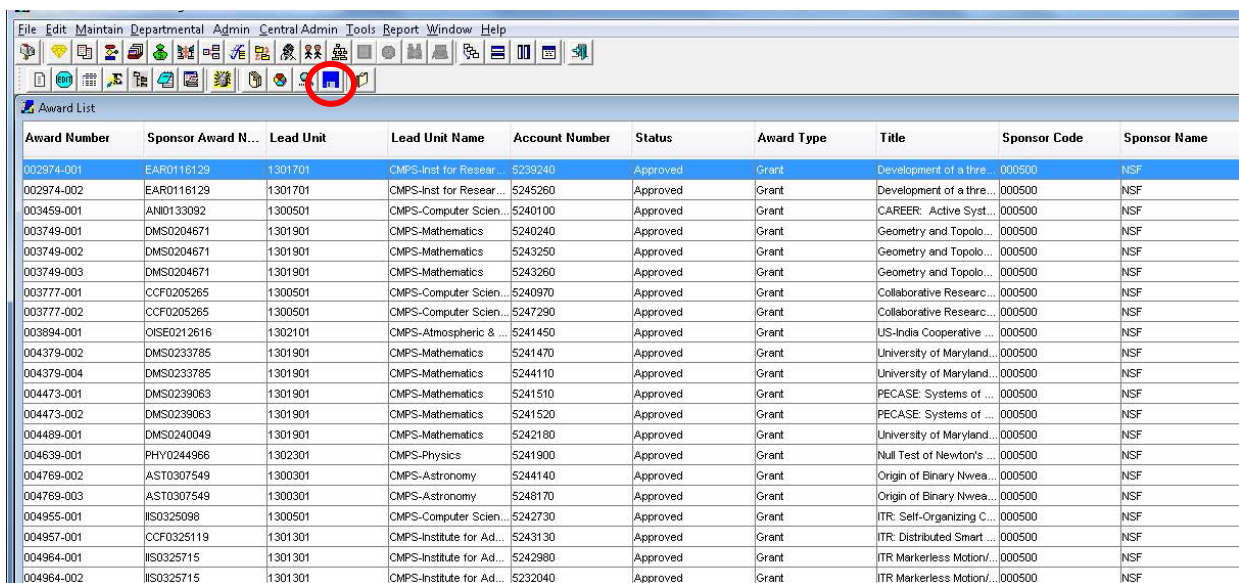 File Edit Maintain Departmental Admin Central Admin Tools Report Window Help
EDIT
Award List
Award Number Sponsor Award N... Lead Unit Lead Unit Name Account Number Status Award Type Title Sponsor Code Sponsor Name
002974-001 EAR0116129 1301701 CMPS-Inst for Resear... 5239240 Approved Grant Development of a thre... 000500 NSF
002974-002 EAR0116129 1301701 CMPS-Inst for Resear... 5245260 Approved Grant Development of a thre... 000500 NSF
003459-001 ANI0133092 1300501 CMPS-Computer Scien... 5240100 Approved Grant CAREER: Active Syst... 000500 NSF
003749-001 DMS0204671 1301901 CMPS-Mathematics 5240240 Approved Grant Geometry and Topolo... 000500 NSF
003749-002 DMS0204671 1301901 CMPS-Mathematics 5243250 Approved Grant Geometry and Topolo... 000500 NSF
003749-003 DMS0204671 1301901 CMPS-Mathematics 5243260 Approved Grant Geometry and Topolo... 000500 NSF
003777-001 CCF0205265 1300501 CMPS-Computer Scien... 5240970 Approved Grant Collaborative Researc... 000500 NSF
003777-002 CCF0205265 1300501 CMPS-Computer Scien... 5247290 Approved Grant Collaborative Researc... 000500 NSF
003894-001 OISE0212616 1302101 CMPS-Atmospheric & ... 5241450 Approved Grant US-India Cooperative ... 000500 NSF
004379-002 DMS0233785 1301901 CMPS-Mathematics 5241470 Approved Grant University of Maryland... 000500 NSF
004379-004 DMS0233785 1301901 CMPS-Mathematics 5244110 Approved Grant University of Maryland... 000500 NSF
004473-001 DMS0239063 1301901 CMPS-Mathematics 5241510 Approved Grant PECASE: Systems of ... 000500 NSF
004473-002 DMS0239063 1301901 CMPS-Mathematics 5241520 Approved Grant PECASE: Systems of ... 000500 NSF
004489-001 DMS0240049 1301901 CMPS-Mathematics 5242180 Approved Grant University of Maryland... 000500 NSF
004639-001 PHY0244966 1302301 CMPS-Physics 5241900 Approved Grant Null Test of Newton's ... 000500 NSF
004769-002 AST0307549 1300301 CMPS-Astronomy 5244140 Approved Grant Origin of Binary Nwea... 000500 NSF
004769-003 AST0307549 1300301 CMPS-Astronomy 5248170 Approved Grant Origin of Binary Nwea... 000500 NSF
004955-001 IIS0325098 1300501 CMPS-Computer Scien... 5242730 Approved Grant ITR: Self-Organizing C... 000500 NSF
004957-001 CCF0325119 1301301 CMPS-Institute for Ad... 5243130 Approved Grant ITR: Distributed Smart ... 000500 NSF
004964-001 IIS0325715 1301301 CMPS-Institute for Ad... 5242980 Approved Grant ITR Markerless Motion/... 000500 NSF
004964-002 IIS0325715 1301301 CMPS-Institute for Ad... 5232040 Approved Grant ITR Markerless Motion/... 000500 NSF